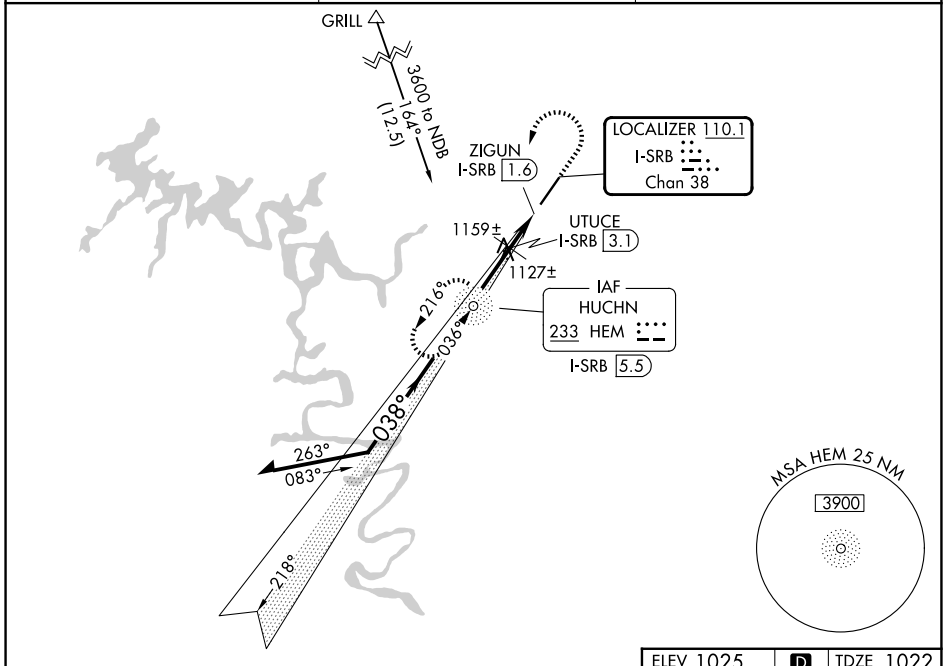 GRILL
3600 to NDB
164°
(12.5)
ZIGUN
I-SRB 1.6
LOCALIZER 110.1
I-SRB
Chan 38
1159±
UTUCE
I-SRB 3.1
1127±
IAF
HUCHN
233 HEM
I-SRB 5.5
216°
036°
038°
263°
083°
218°
MSA HEM 25 NM
3900
ELEV 1025 D TDZE 1022